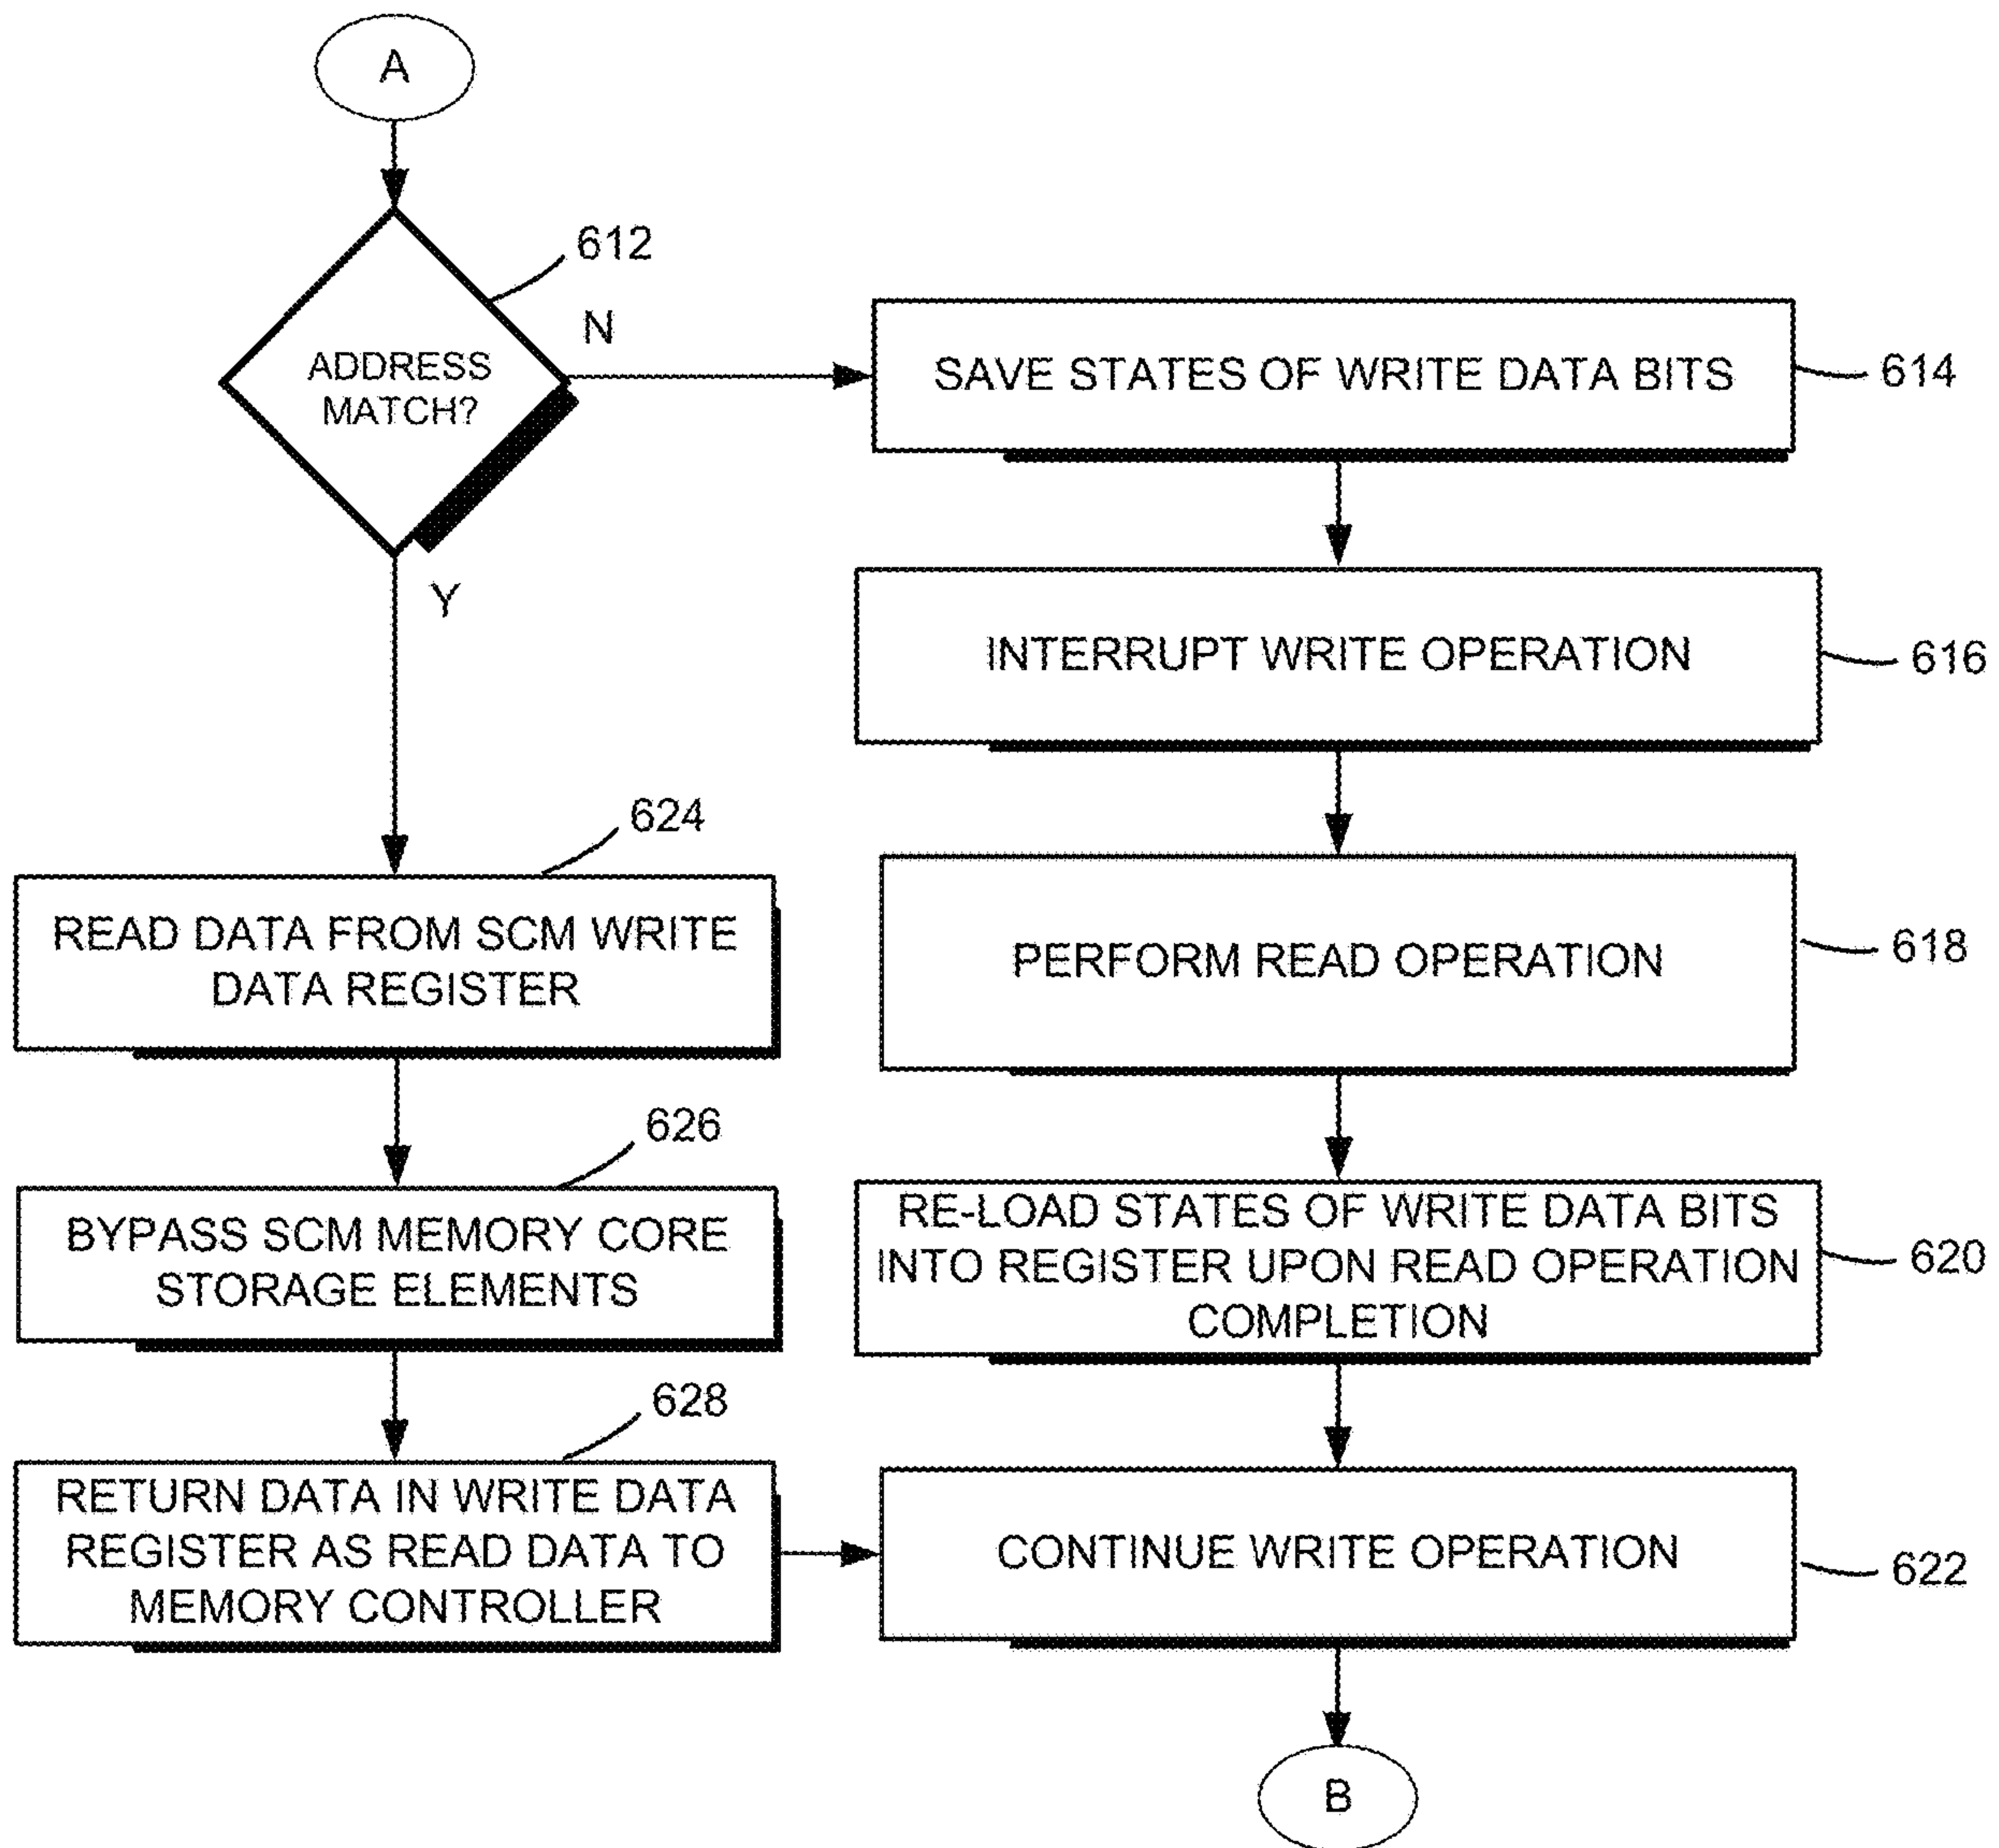 A
612
N
ADDRESS
MATCH?
Y
SAVE STATES OF WRITE DATA BITS
614
INTERRUPT WRITE OPERATION
616
624
READ DATA FROM SCM WRITE
DATA REGISTER
PERFORM READ OPERATION
618
626
BYPASS SCM MEMORY CORE
STORAGE ELEMENTS
RE-LOAD STATES OF WRITE DATA BITS
INTO REGISTER UPON READ OPERATION
COMPLETION
620
628
RETURN DATA IN WRITE DATA
REGISTER AS READ DATA TO
MEMORY CONTROLLER
CONTINUE WRITE OPERATION
622
B